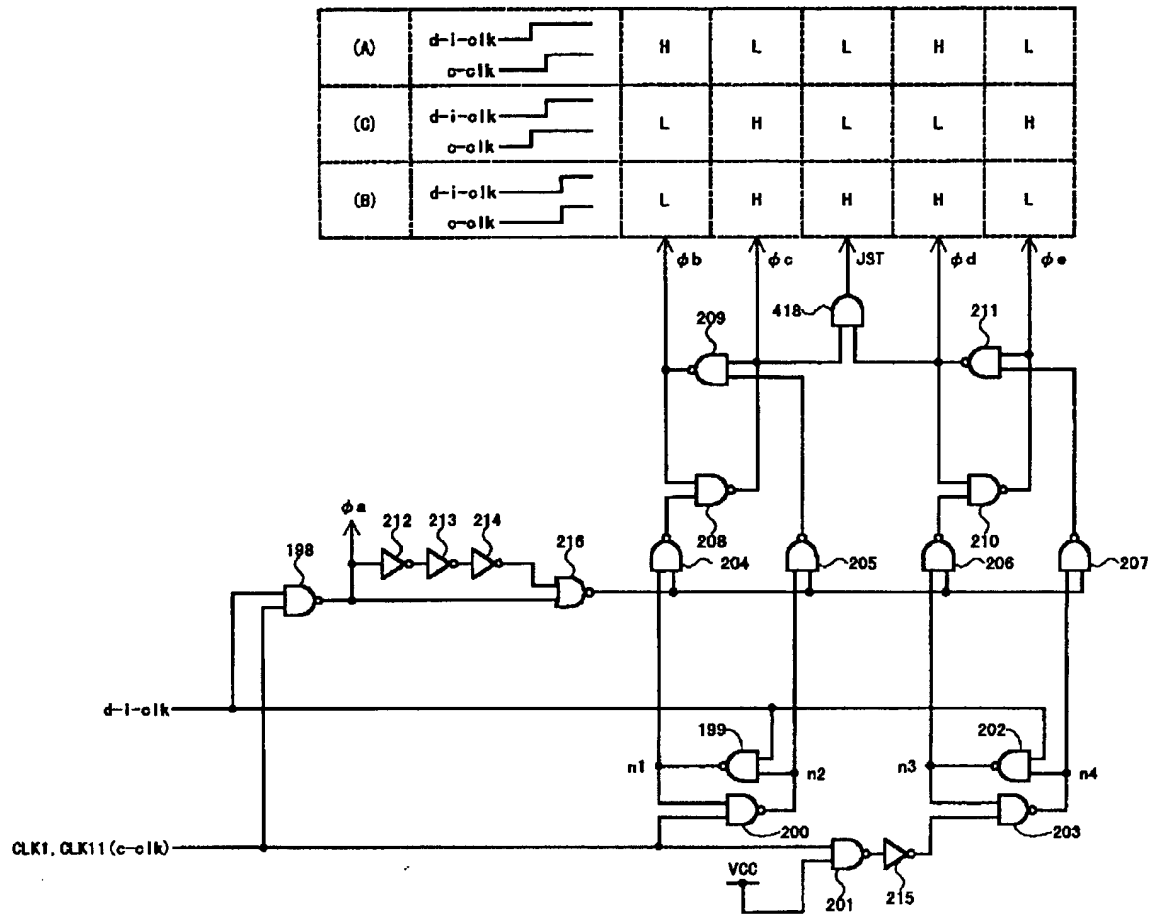 (A) d-i-clk c-clk H L L H L
(C) d-i-clk c-clk L H L L H
(B) d-i-clk c-clk L H H H L
φb φc JST φd φe
418
209 211
φa
212 213 214
198 216
208 204 205 210 206 207
d-i-clk
199 202
n1 n2 n3 n4
200 203
CLK1,CLK11(c-clk)
VCC
201 215